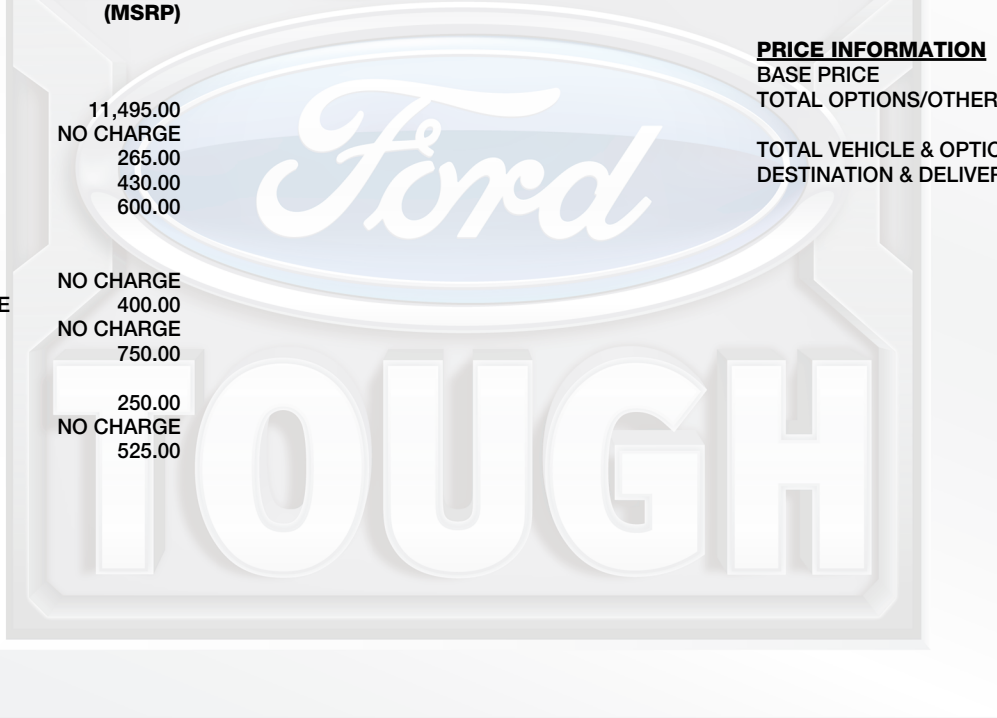 (MSRP)
11,495.00
NO CHARGE
265.00
430.00
600.00
NO CHARGE
E 400.00
NO CHARGE
750.00
250.00
NO CHARGE
525.00
PRICE INFORMATION
BASE PRICE
TOTAL OPTIONS/OTHER
TOTAL VEHICLE & OPTIO
DESTINATION & DELIVER
Ford
TOUGH